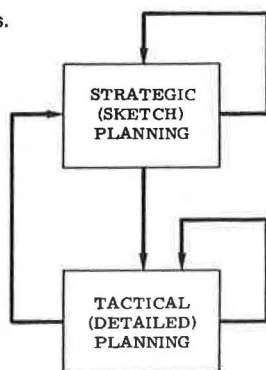 s.
STRATEGIC
(SKETCH)
PLANNING
TACTICAL
(DETAILED)
PLANNING